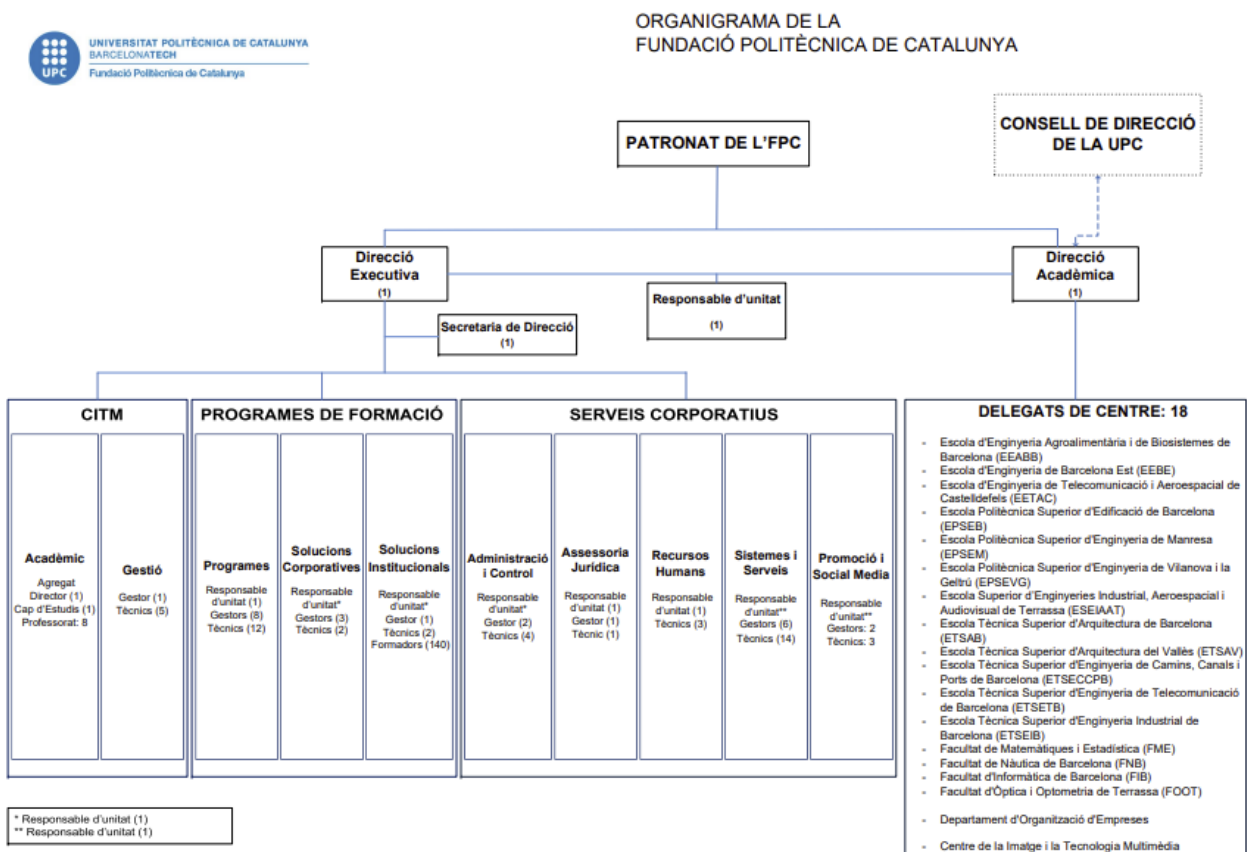 UPC
UNIVERSITAT POLITÈCNICA DE CATALUNYA
BARCELONATECH
Fundació Politècnica de Catalunya
ORGANIGRAMA DE LA
FUNDACIÓ POLITÈCNICA DE CATALUNYA
PATRONAT DE L'FPC
CONSELL DE DIRECCIÓ
DE LA UPC
Direcció
Executiva
(1)
Direcció
Acadèmica
(1)
Responsable d'unitat
(1)
Secretaria de Direcció
(1)
CITM
Acadèmic
Agregat
Director (1)
Cap d'Estudis (1)
Professorat: 8
Gestió
Gestor (1)
Tècnics (5)
PROGRAMES DE FORMACIÓ
Programes
Responsable
d'unitat (1)
Gestors (8)
Tècnics (12)
Solucions
Corporatives
Responsable
d'unitat*
Gestors (3)
Tècnics (2)
Solucions
Institucionals
Responsable
d'unitat*
Gestor (1)
Tècnics (2)
Formadors (140)
SERVEIS CORPORATIUS
Administració
i Control
Responsable
d'unitat*
Gestor (2)
Tècnics (4)
Assessoria
Jurídica
Responsable
d'unitat (1)
Gestor (1)
Tècnic (1)
Recursos
Humans
Responsable
d'unitat (1)
Tècnics (3)
Sistemes i
Serveis
Responsable
d'unitat**
Gestors (6)
Tècnics (14)
Promoció i
Social Media
Responsable
d'unitat**
Gestors: 2
Tècnics: 3
DELEGATS DE CENTRE: 18
- Escola d'Enginyeria Agroalimentària i de Biosistemes de
Barcelona (EEABB)
- Escola d'Enginyeria de Barcelona Est (EEBE)
- Escola d'Enginyeria de Telecomunicació i Aeroespacial de
Castelldefels (EETAC)
- Escola Politècnica Superior d'Edificació de Barcelona
(EPSEB)
- Escola Politècnica Superior d'Enginyeria de Manresa
(EPSEM)
- Escola Politècnica Superior d'Enginyeria de Vilanova i la
Geltrú (EPSEVG)
- Escola Superior d'Enginyeries Industrial, Aeroespacial i
Audiovisual de Terrassa (ESEIAAT)
- Escola Tècnica Superior d'Arquitectura de Barcelona
(ETSAB)
- Escola Tècnica Superior d'Arquitectura del Vallès (ETSAV)
- Escola Tècnica Superior d'Enginyeria de Camins, Canals i
Ports de Barcelona (ETSECCPB)
- Escola Tècnica Superior d'Enginyeria de Telecomunicació
de Barcelona (ETSETB)
- Escola Tècnica Superior d'Enginyeria Industrial de
Barcelona (ETSEIB)
- Facultat de Matemàtiques i Estadística (FME)
- Facultat de Nàutica de Barcelona (FNB)
- Facultat d'Informàtica de Barcelona (FIB)
- Facultat d'Òptica i Optometria de Terrassa (FOOT)
- Departament d'Organització d'Empreses
- Centre de la Imatge i la Tecnologia Multimèdia
* Responsable d'unitat (1)
** Responsable d'unitat (1)